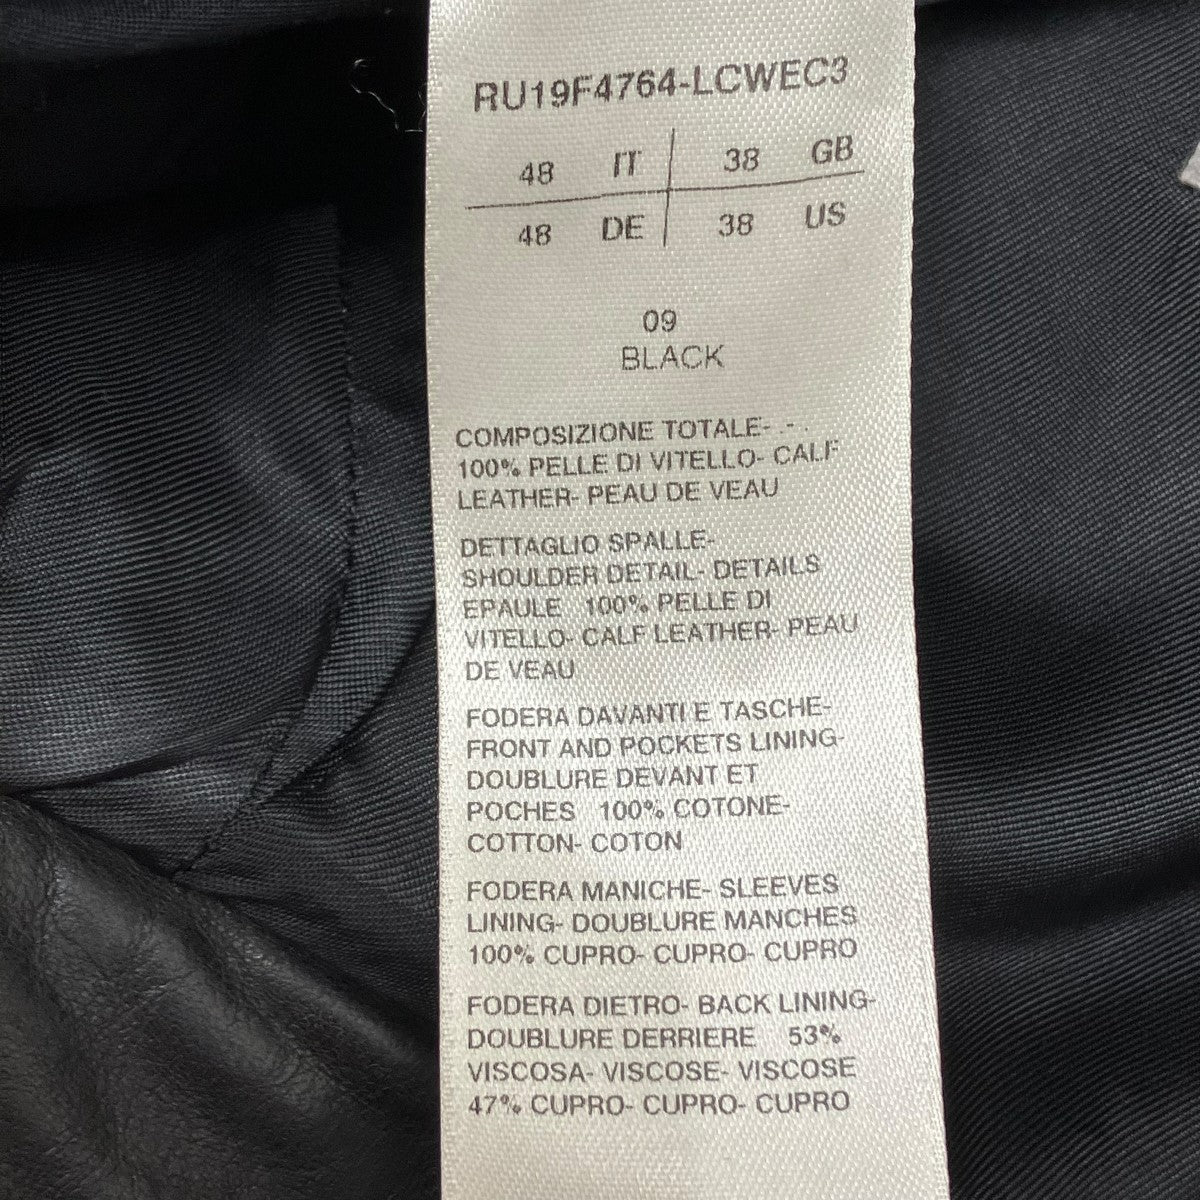 RU19F4764-LCWEC3
48 IT 38 GB
48 DE 38 US
09
BLACK
COMPOSIZIONE TOTALE- .- .
100% PELLE DI VITELLO- CALF
LEATHER- PEAU DE VEAU
DETTAGLIO SPALLE-
SHOULDER DETAIL- DETAILS
EPAULE 100% PELLE DI
VITELLO- CALF LEATHER- PEAU
DE VEAU
FODERA DAVANTI E TASCHE-
FRONT AND POCKETS LINING-
DOUBLURE DEVANT ET
POCHES 100% COTONE-
COTTON- COTON
FODERA MANICHE- SLEEVES
LINING- DOUBLURE MANCHES
100% CUPRO- CUPRO- CUPRO
FODERA DIETRO- BACK LINING-
DOUBLURE DERRIERE 53%
VISCOSA- VISCOSE- VISCOSE
47% CUPRO- CUPRO- CUPRO